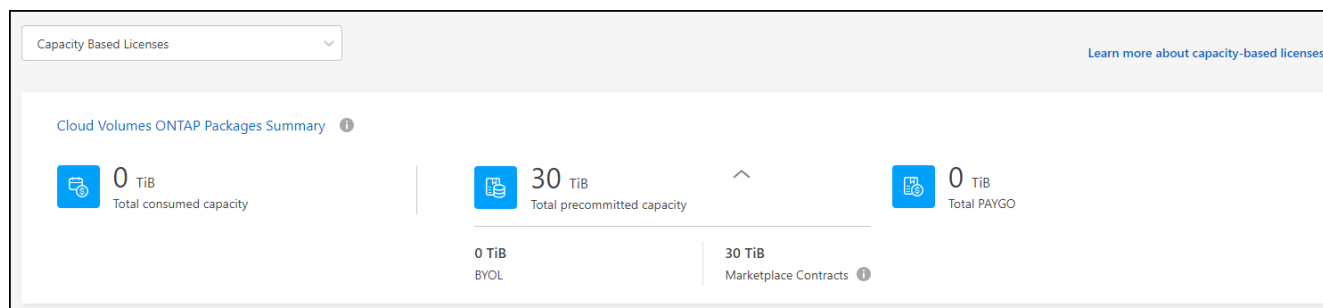 Capacity Based Licenses
Learn more about capacity-based licenses
Cloud Volumes ONTAP Packages Summary
0 TiB
Total consumed capacity
30 TiB
Total precommitted capacity
0 TiB
Total PAYGO
0 TiB
BYOL
30 TiB
Marketplace Contracts